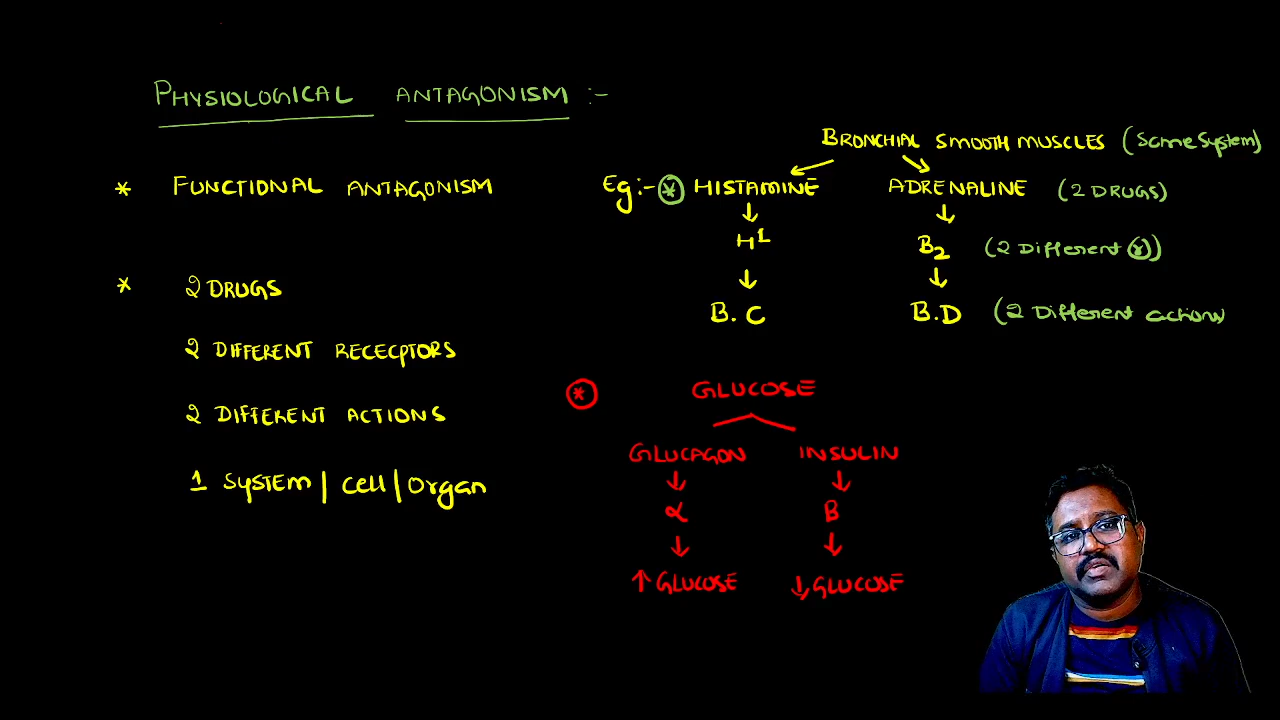 PHYSIOLOGICAL ANTAGONISM :-
* FUNCTIONAL ANTAGONISM
* 2 DRUGS
2 DIFFERENT RECECPTORS
2 DIFFERENT ACTIONS
1 SYSTEM / Cell / Organ
BRONCHIAL SMOOTH MUSCLES (Same System)
Eg:- * HISTAMINE ADRENALINE (2 DRUGS)
↓ ↓
H1 B2 (2 Different *)
↓ ↓
B.C B.D (2 Different actions)
* GLUCOSE
GLUCAGON INSULIN
↓ ↓
α B
↓ ↓
↑ GLUCOSE ↓ GLUCOSE